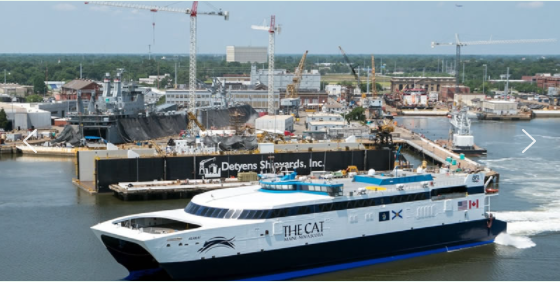 Detyens Shipyards, Inc.
THE CAT